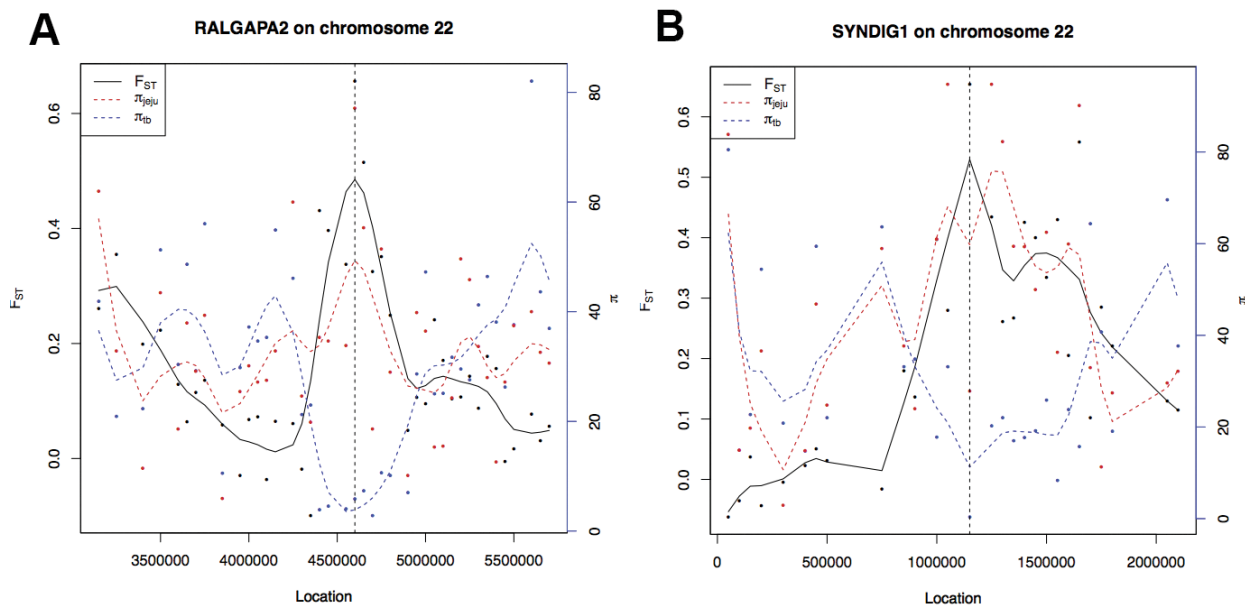 A
RALGAPA2 on chromosome 22
F_ST
π_jeju
π_tb
0.6
0.4
0.2
0.0
F_ST
80
60
40
20
0
π
3500000 4000000 4500000 5000000 5500000
Location
B
SYNDIG1 on chromosome 22
F_ST
π_jeju
π_tb
0.6
0.5
0.4
0.3
0.2
0.1
0.0
F_ST
80
60
40
20
0
π
0 500000 1000000 1500000 2000000
Location